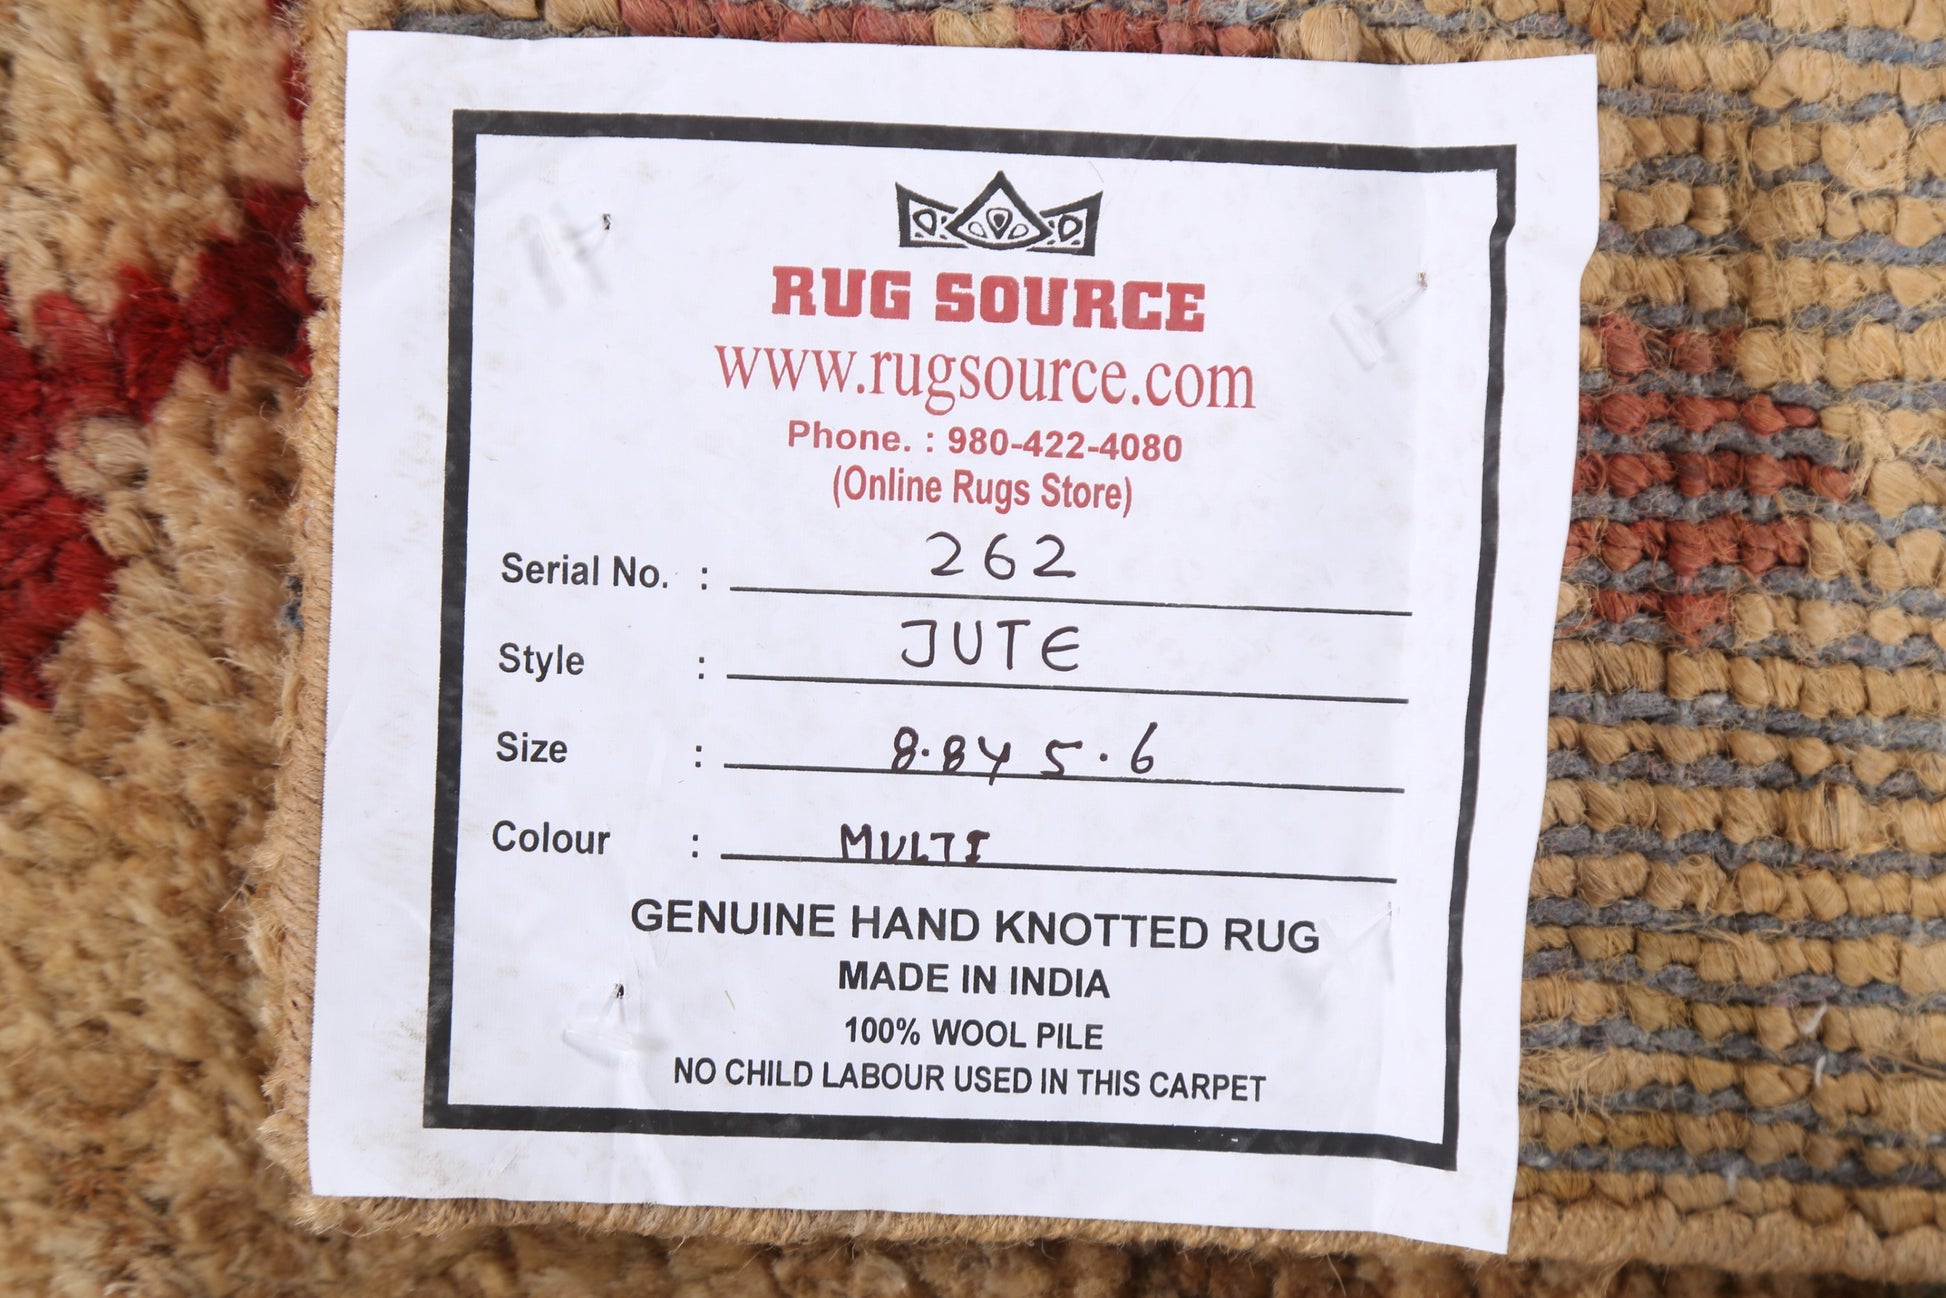 RUG SOURCE
www.rugsource.com
Phone. : 980-422-4080
(Online Rugs Store)
Serial No. : 262
Style : JUTE
Size : 8.8X 5.6
Colour : MULTI
GENUINE HAND KNOTTED RUG
MADE IN INDIA
100% WOOL PILE
NO CHILD LABOUR USED IN THIS CARPET